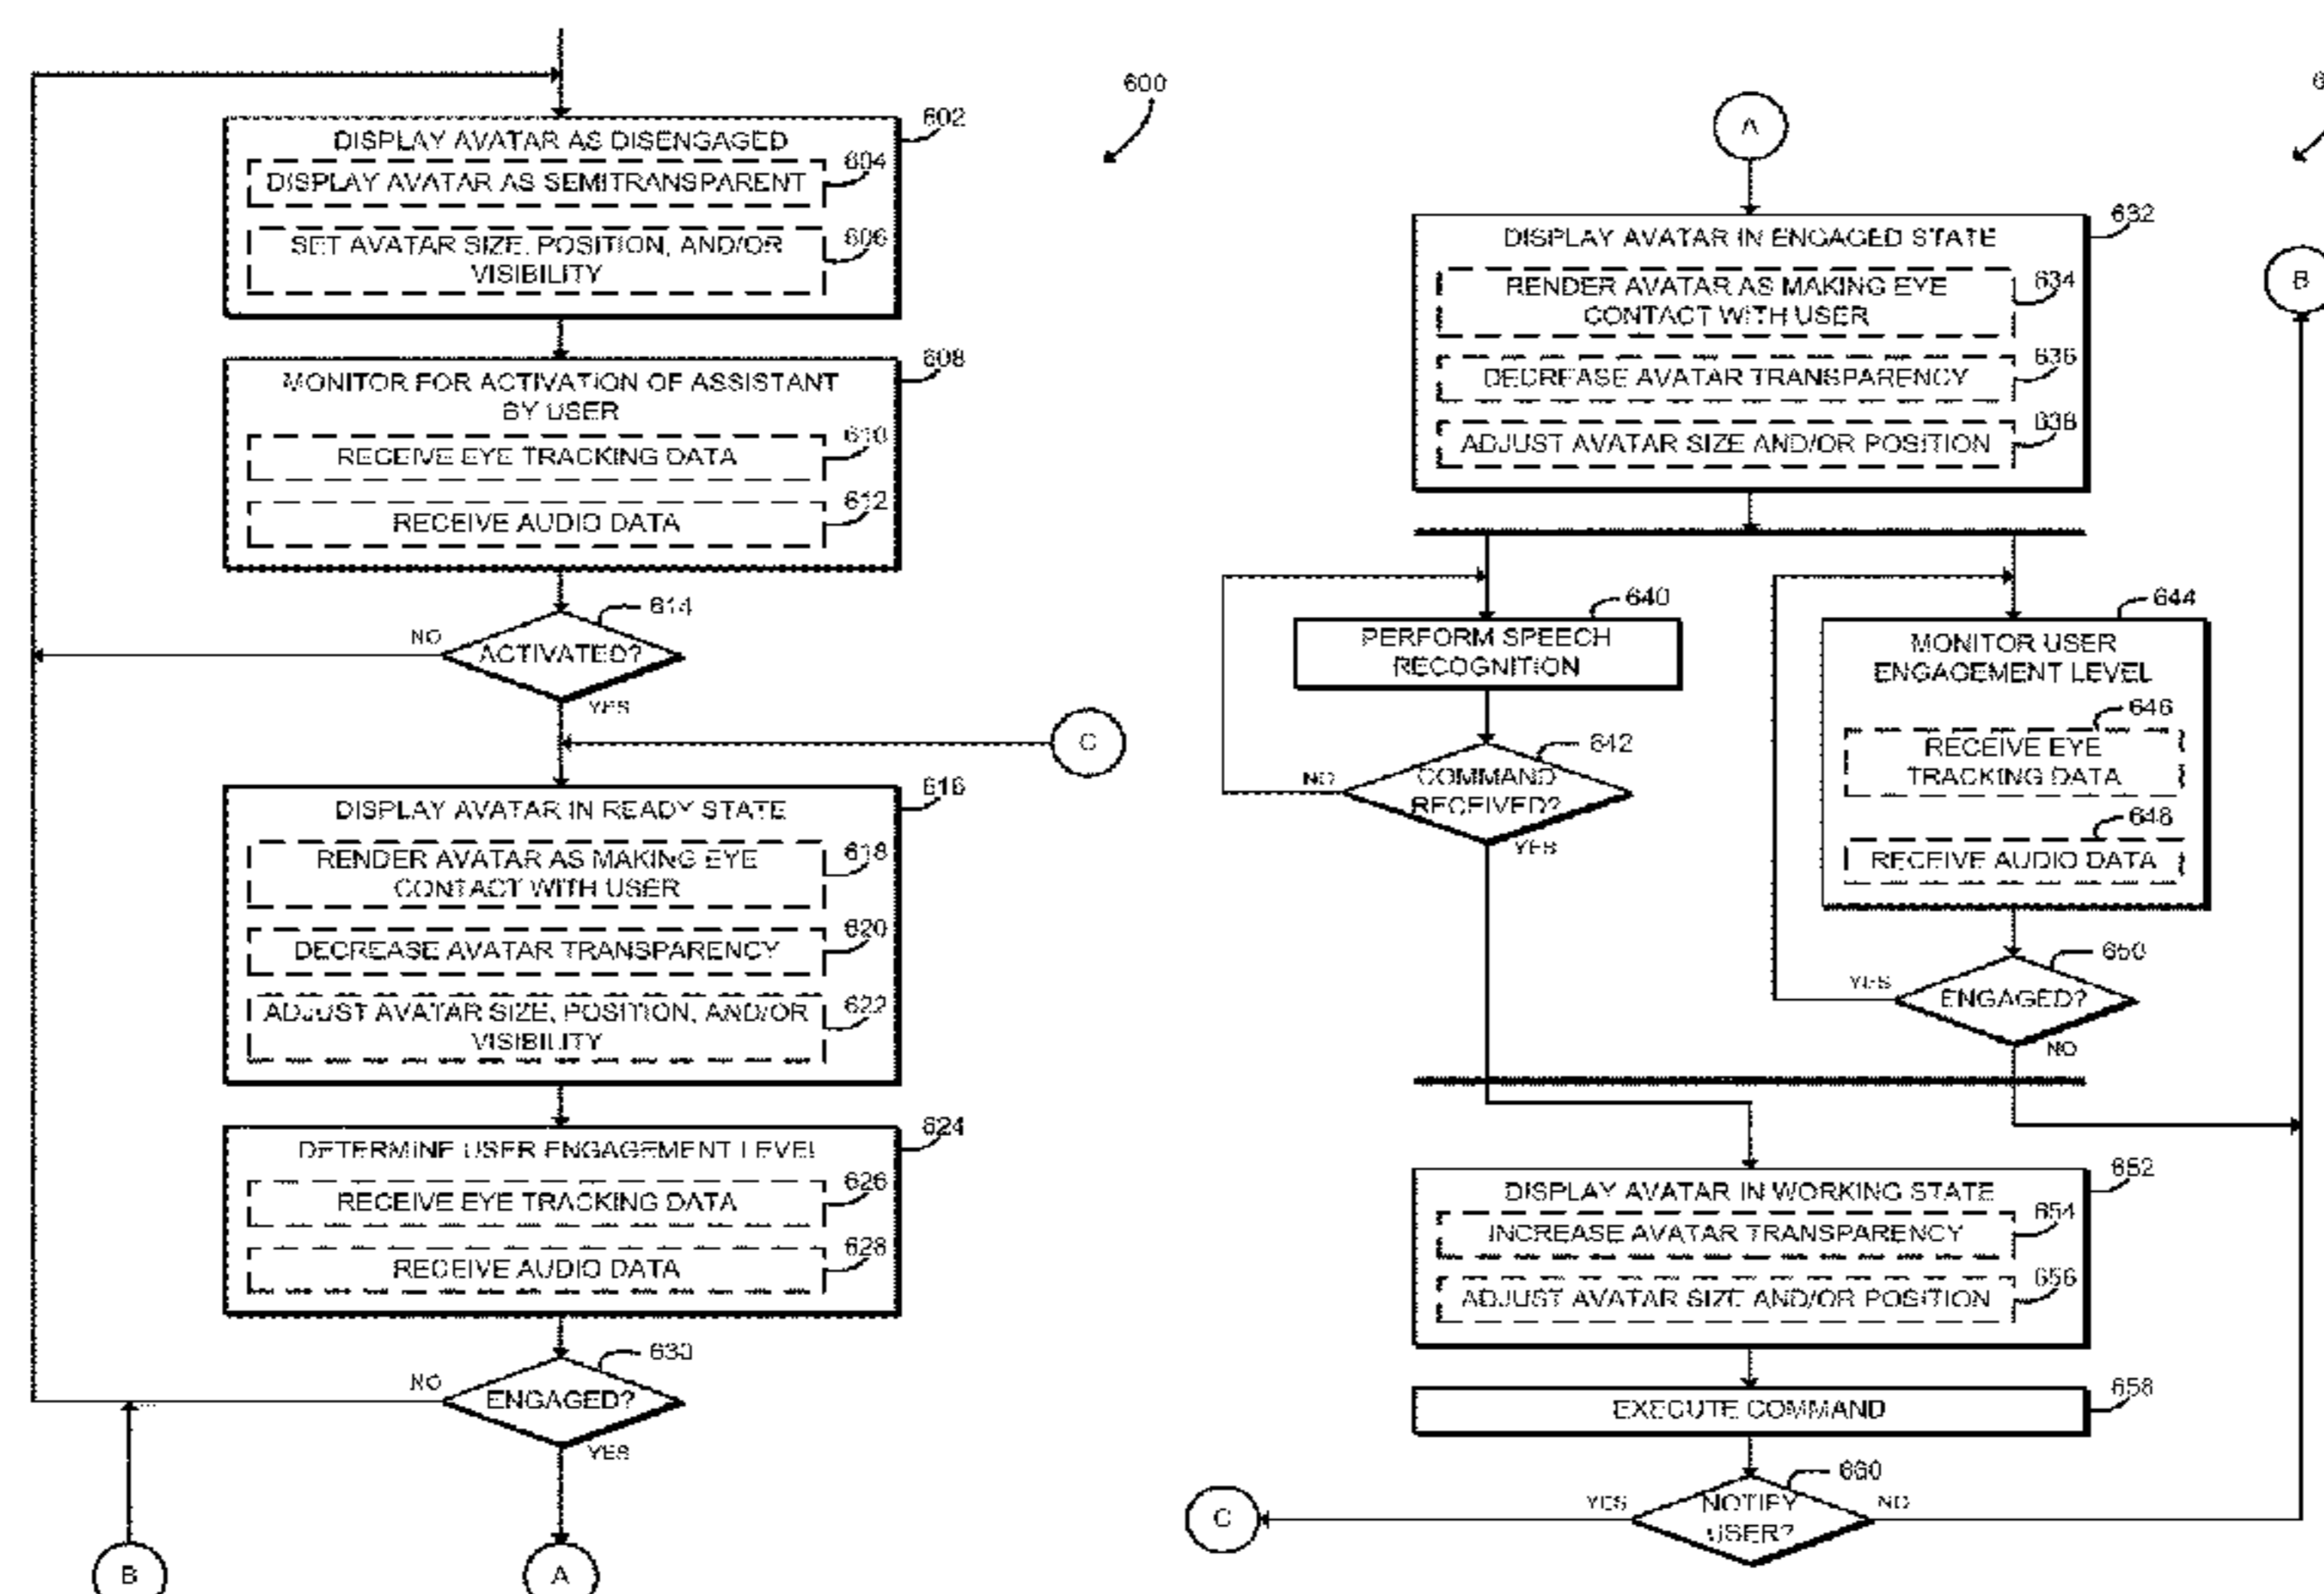 600
602
DISPLAY AVATAR AS DISENGAGED
604
DISPLAY AVATAR AS SEMITRANSPARENT
606
SET AVATAR SIZE, POSITION, AND/OR
VISIBILITY
608
MONITOR FOR ACTIVATION OF ASSISTANT
BY USER
610
RECEIVE EYE TRACKING DATA
612
RECEIVE AUDIO DATA
614
NO
ACTIVATED?
YES
C
616
DISPLAY AVATAR IN READY STATE
618
RENDER AVATAR AS MAKING EYE
CONTACT WITH USER
620
DECREASE AVATAR TRANSPARENCY
622
ADJUST AVATAR SIZE, POSITION, AND/OR
VISIBILITY
624
DETERMINE USER ENGAGEMENT LEVEL
626
RECEIVE EYE TRACKING DATA
628
RECEIVE AUDIO DATA
630
NO
ENGAGED?
YES
B
A
A
632
DISPLAY AVATAR IN ENGAGED STATE
B
634
RENDER AVATAR AS MAKING EYE
CONTACT WITH USER
636
DECREASE AVATAR TRANSPARENCY
638
ADJUST AVATAR SIZE AND/OR POSITION
640
PERFORM SPEECH
RECOGNITION
642
NO
COMMAND
RECEIVED?
YES
644
MONITOR USER
ENGAGEMENT LEVEL
646
RECEIVE EYE
TRACKING DATA
648
RECEIVE AUDIO DATA
650
YES
ENGAGED?
NO
652
DISPLAY AVATAR IN WORKING STATE
654
INCREASE AVATAR TRANSPARENCY
656
ADJUST AVATAR SIZE AND/OR POSITION
658
EXECUTE COMMAND
660
C
YES
NOTIFY
USER?
NO